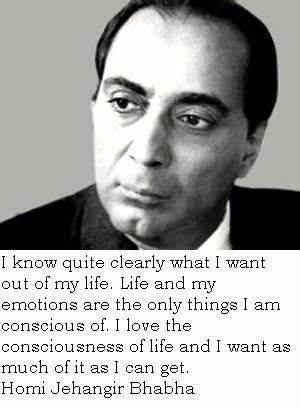 I know quite clearly what I want
out of my life. Life and my
emotions are the only things I am
conscious of. I love the
consciousness of life and I want as
much of it as I can get.
Homi Jehangir Bhabha